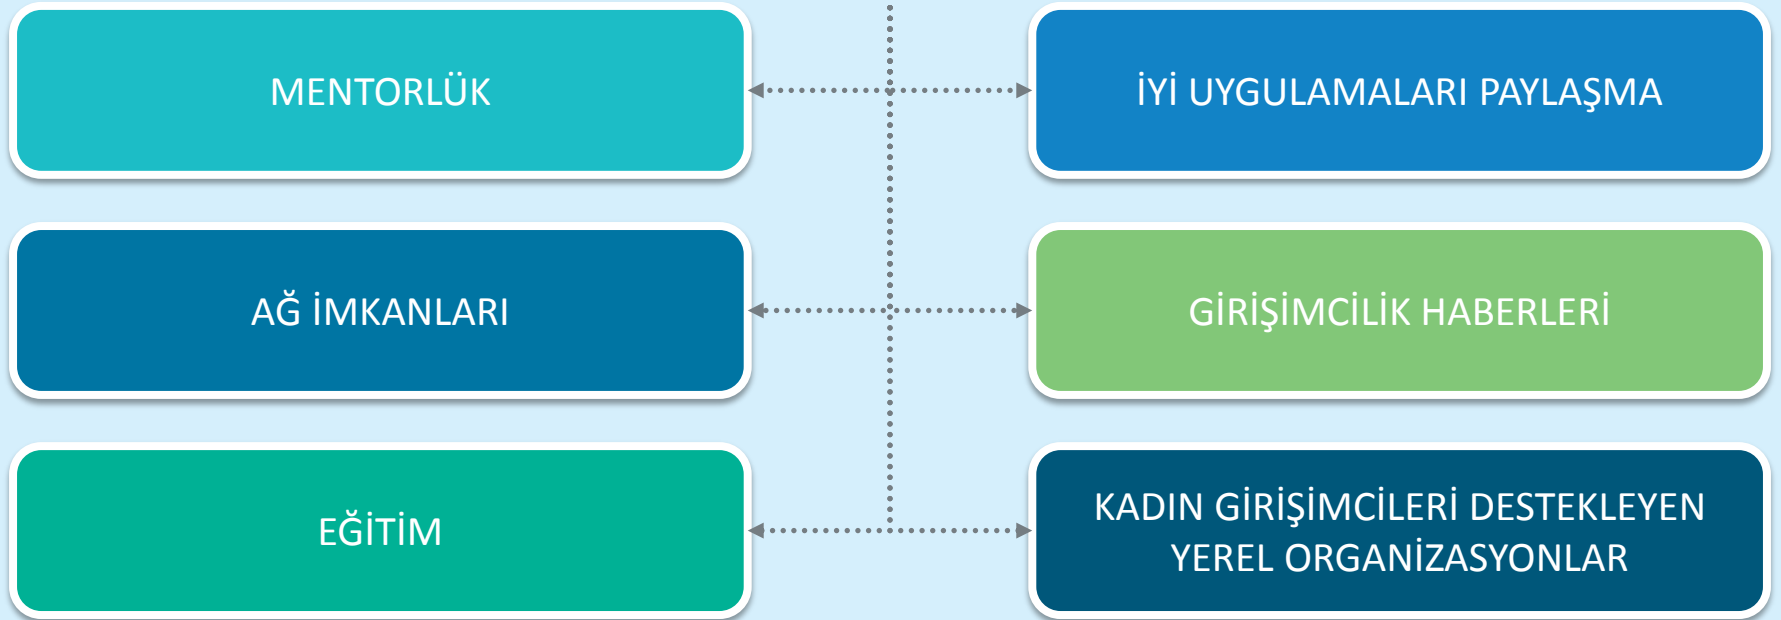 MENTORLÜK
İYİ UYGULAMALARI PAYLAŞMA
AĞ İMKANLARI
GİRİŞİMCİLİK HABERLERİ
EĞİTİM
KADIN GİRİŞİMCİLERİ DESTEKLEYEN
YEREL ORGANİZASYONLAR